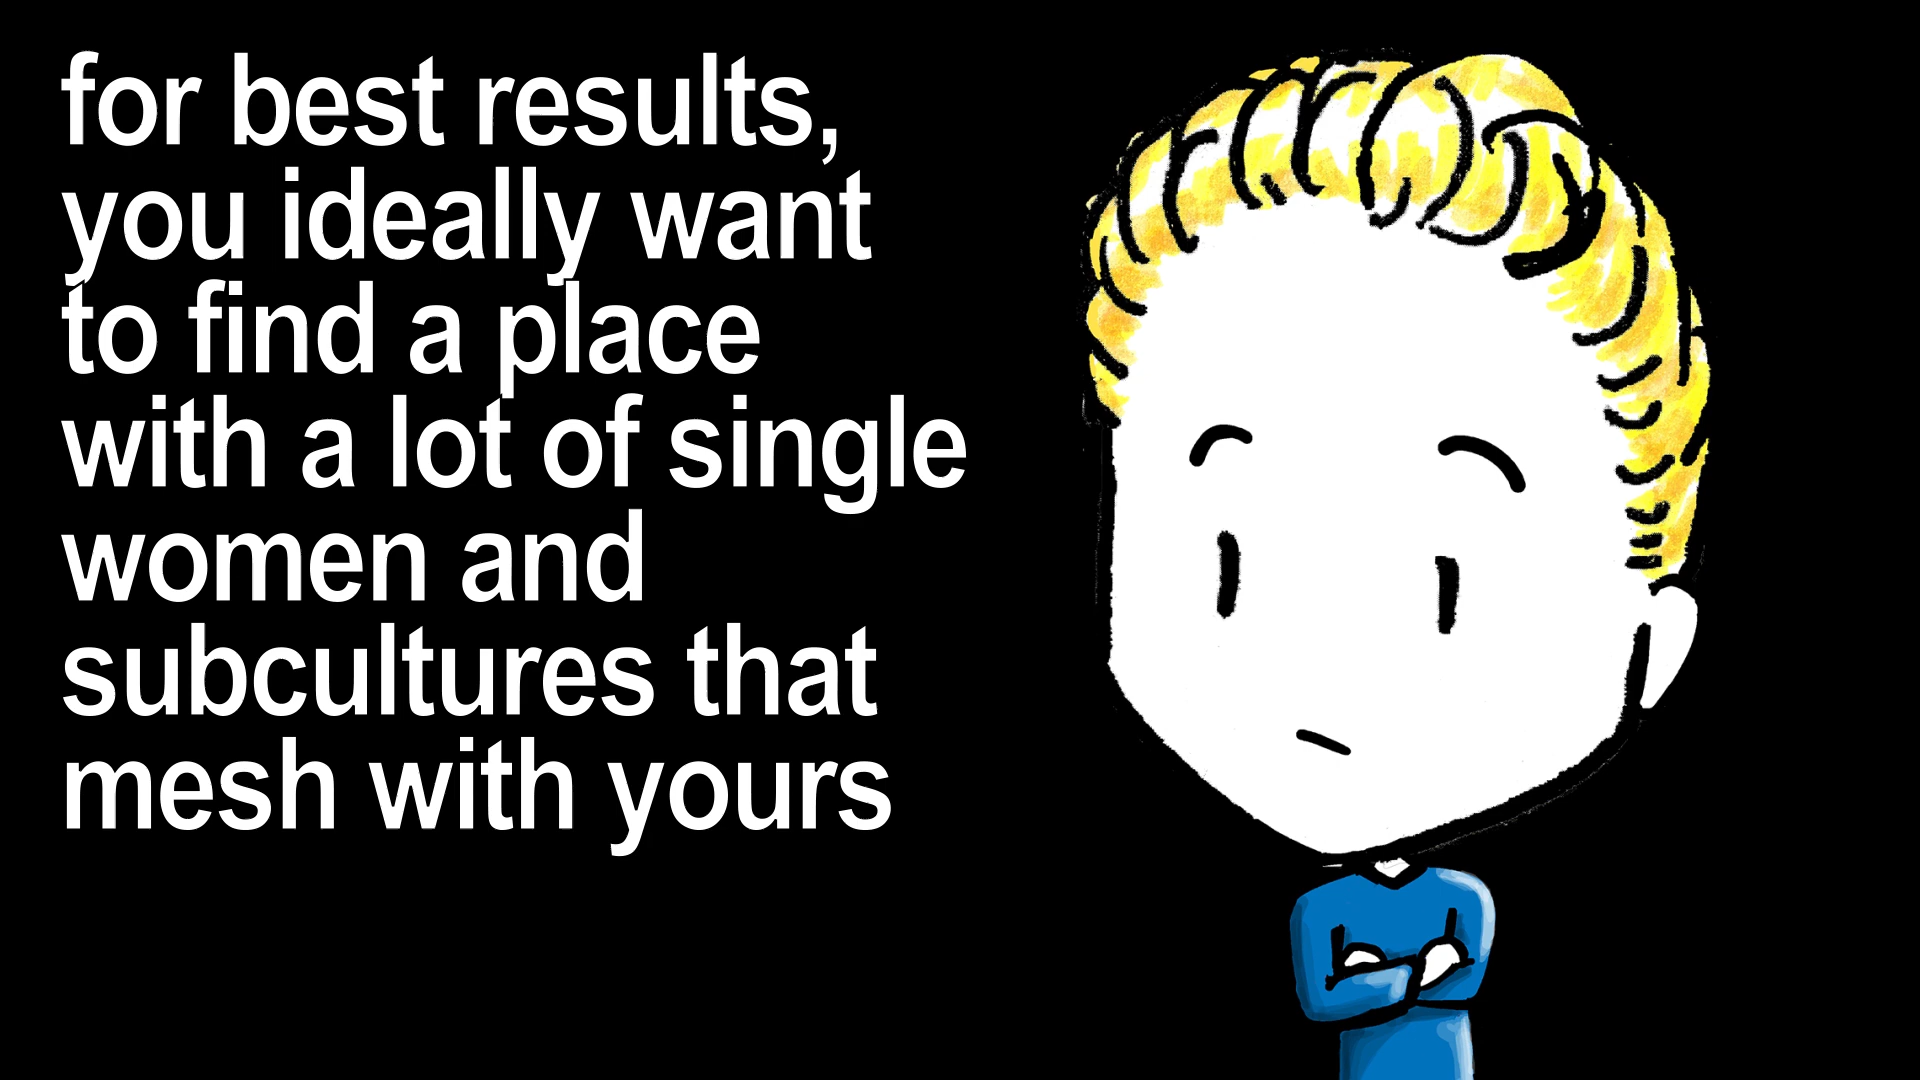 for best results,
you ideally want
to find a place
with a lot of single
women and
subcultures that
mesh with yours